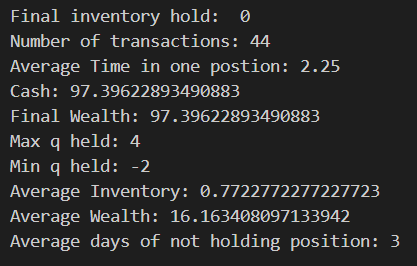 Final inventory hold:  0
Number of transactions: 44
Average Time in one postion: 2.25
Cash: 97.39622893490883
Final Wealth: 97.39622893490883
Max q held: 4
Min q held: -2
Average Inventory: 0.7722772277227723
Average Wealth: 16.163408097133942
Average days of not holding position: 3